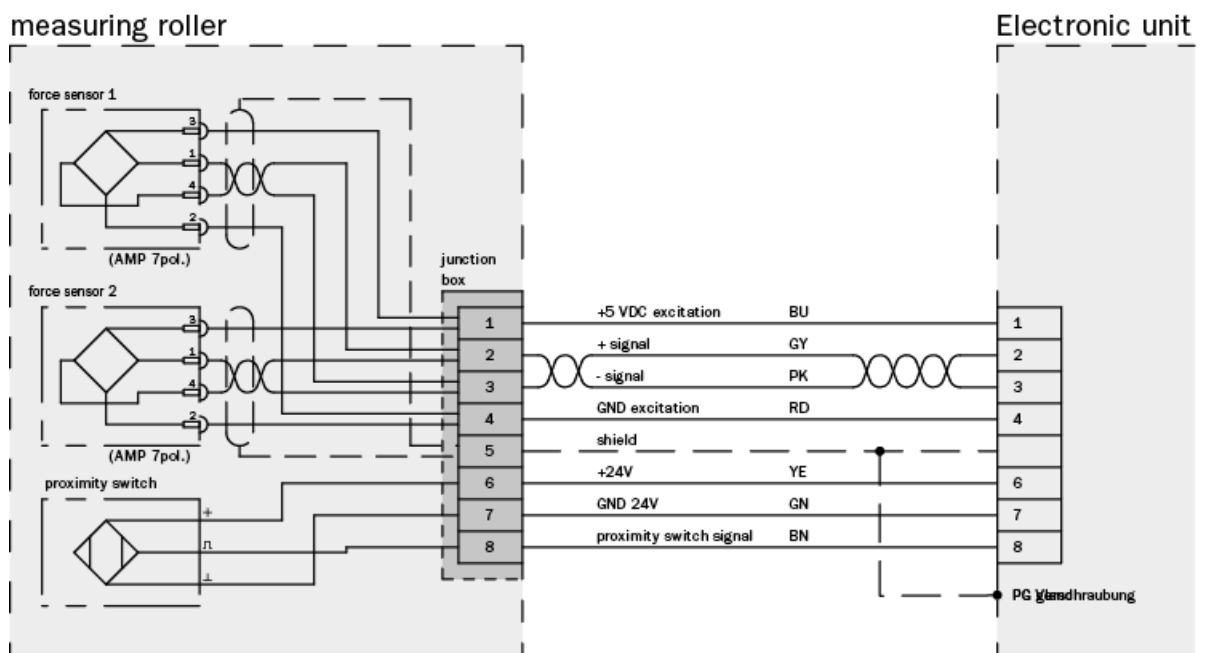 measuring roller
Electronic unit
force sensor 1
3
1
4
2
(AMP 7pol.)
force sensor 2
3
1
4
2
(AMP 7pol.)
proximity switch
+
⎍
⊥
junction
box
1 +5 VDC excitation BU 1
2 + signal GY 2
3 - signal PK 3
4 GND excitation RD 4
5 shield
6 +24V YE 6
7 GND 24V GN 7
8 proximity switch signal BN 8
PG